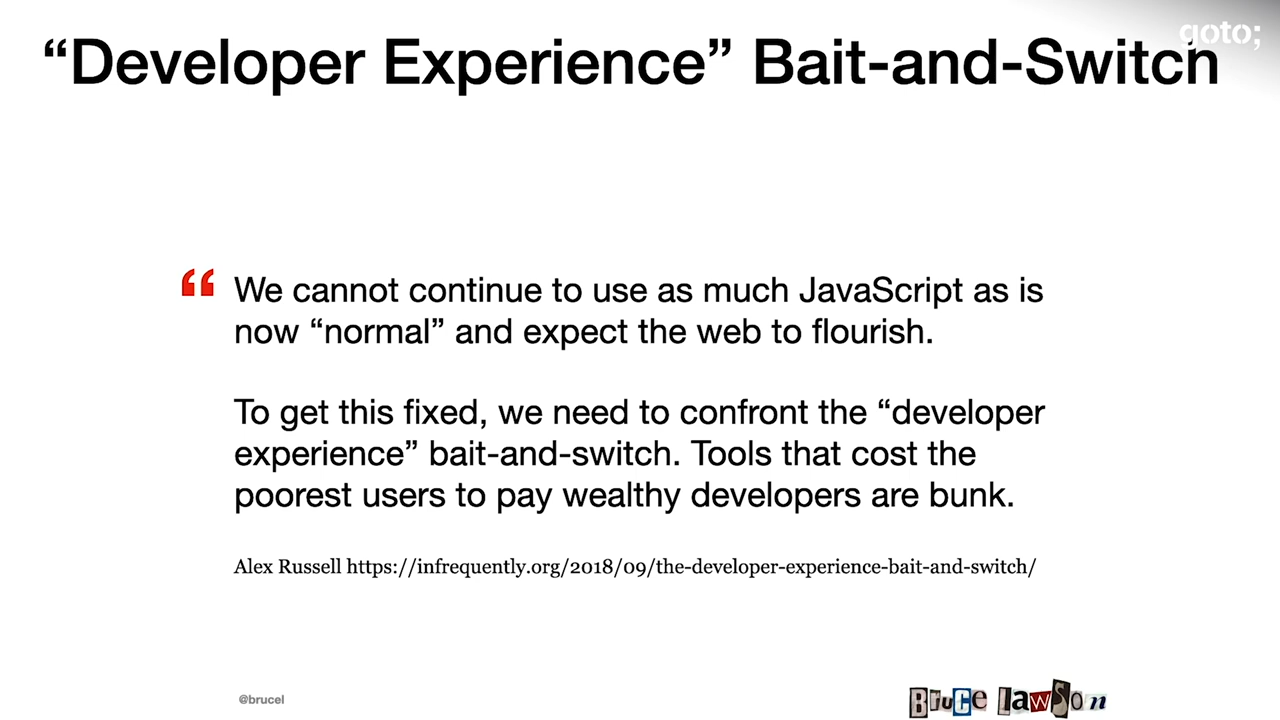 goto;
“Developer Experience” Bait-and-Switch
“ We cannot continue to use as much JavaScript as is
now “normal” and expect the web to flourish.
To get this fixed, we need to confront the “developer
experience” bait-and-switch. Tools that cost the
poorest users to pay wealthy developers are bunk.
Alex Russell https://infrequently.org/2018/09/the-developer-experience-bait-and-switch/
@brucel
BRuCe lawSon